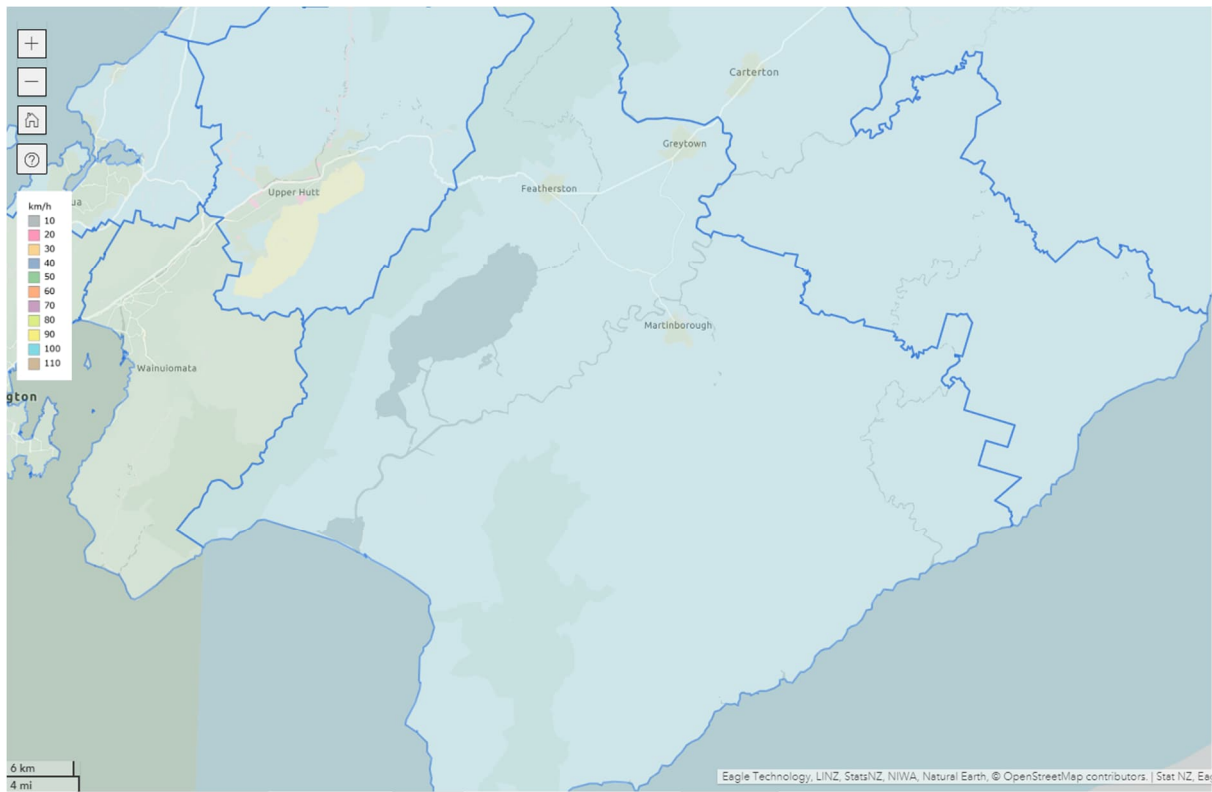 Carterton
Greytown
Featherston
Upper Hutt
ua
km/h
10
20
30
40
50
60
70
80
90
100
110
Martinborough
Wainuiomata
gton
6 km
4 mi
Eagle Technology, LINZ, StatsNZ, NIWA, Natural Earth, © OpenStreetMap contributors. | Stat NZ, Eag